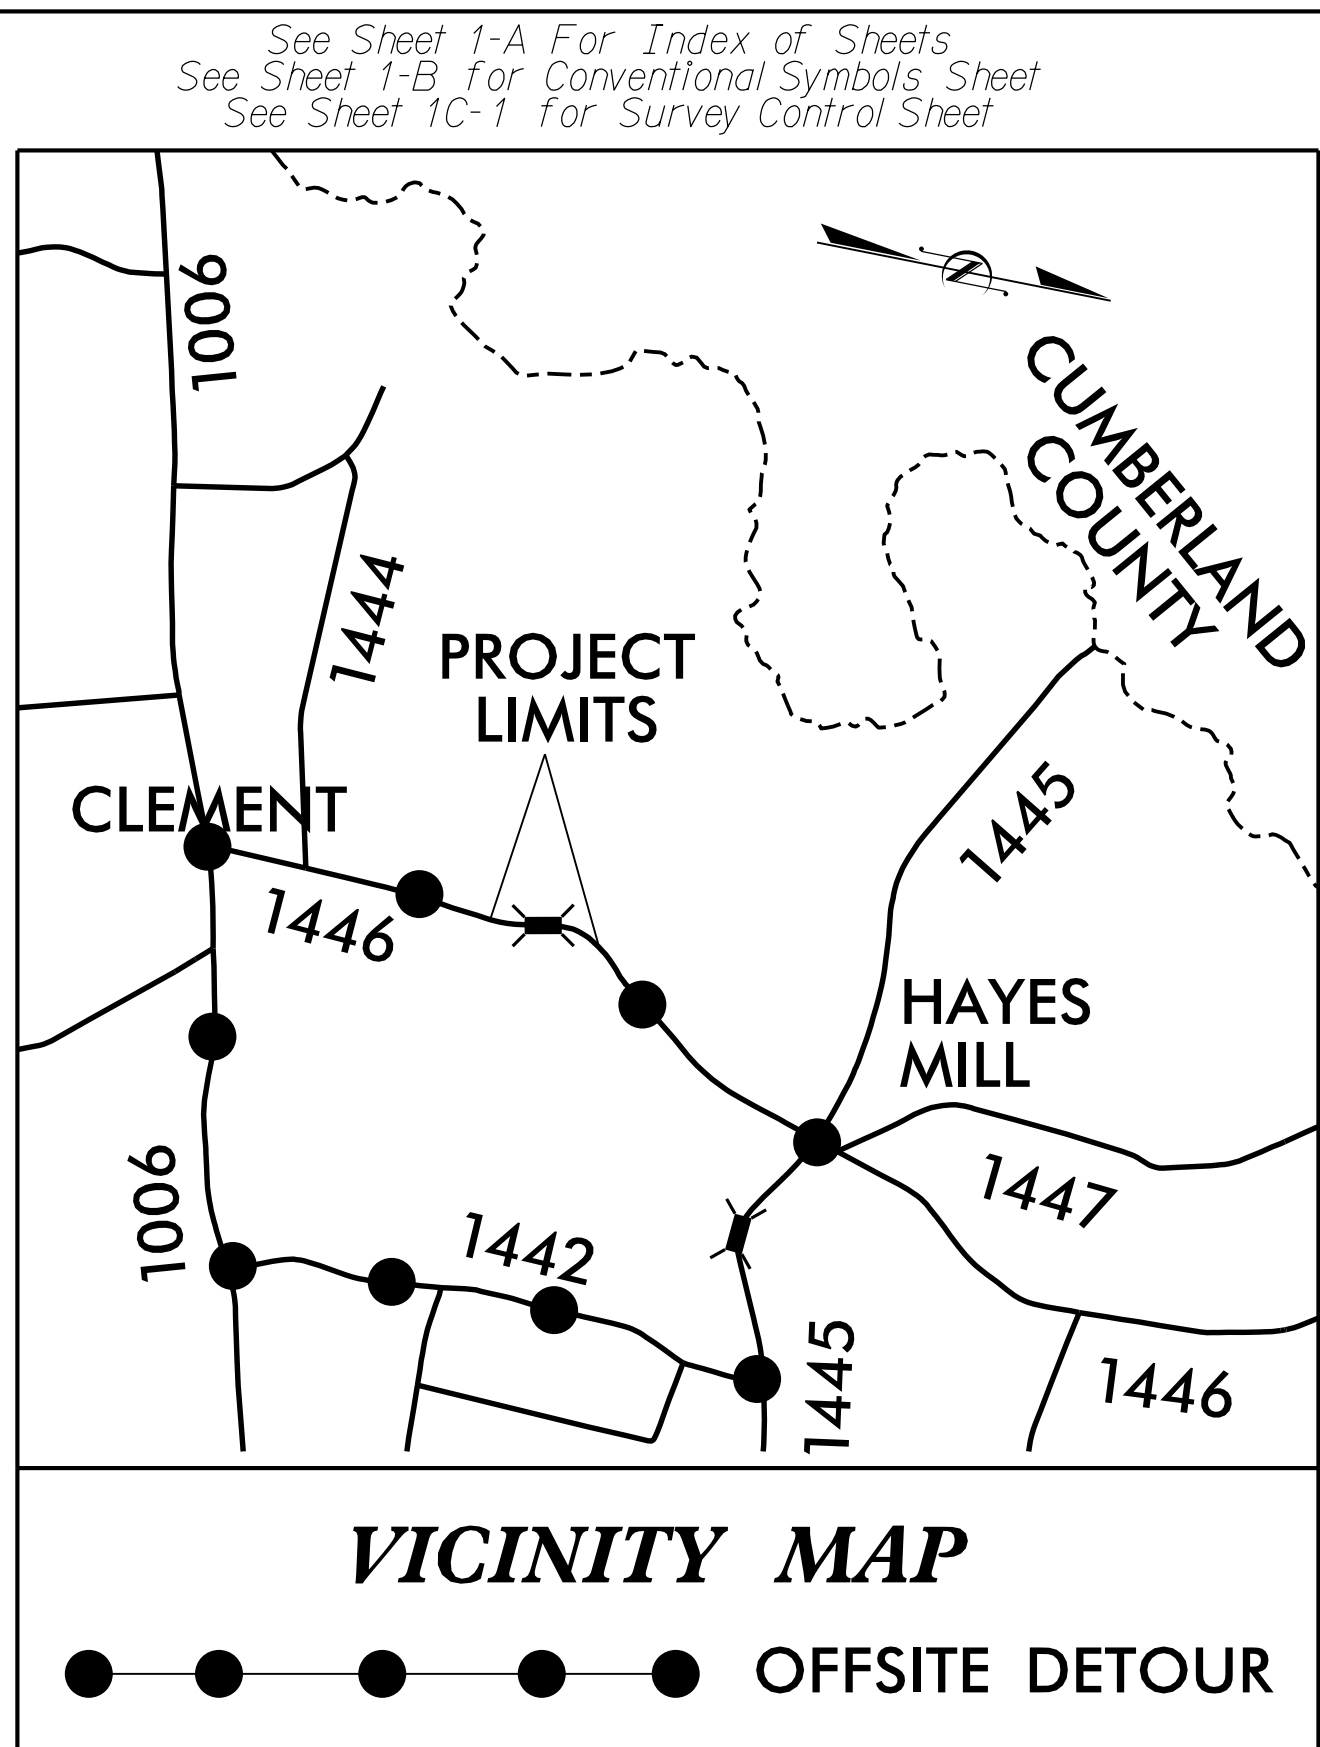 See Sheet 1-A For Index of Sheets
See Sheet 1-B for Conventional Symbols Sheet
See Sheet 1C-1 for Survey Control Sheet
1006
N
CUMBERLAND
COUNTY
1444
PROJECT
LIMITS
CLEMENT
1445
1446
HAYES
MILL
1006
1447
1442
1445
1446
VICINITY MAP
OFFSITE DETOUR